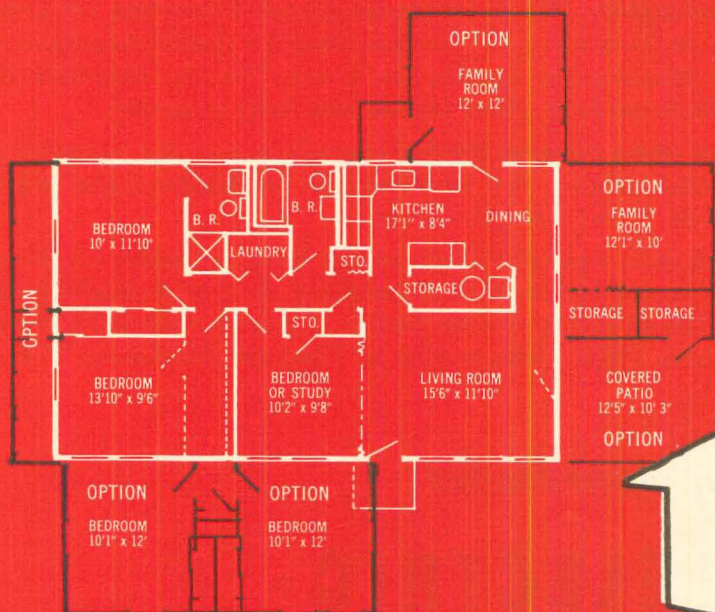 OPTION
FAMILY
ROOM
12' x 12'
OPTION
FAMILY
ROOM
12'1" x 10'
STORAGE
STORAGE
COVERED
PATIO
12'5" x 10' 3"
OPTION
OPTION
BEDROOM
10' x 11'10"
B. R.
LAUNDRY
B. R.
STO.
KITCHEN
17'1" x 8'4"
DINING
STORAGE
STO.
BEDROOM
13'10" x 9'6"
BEDROOM
OR STUDY
10'2" x 9'8"
LIVING ROOM
15'6" x 11'10"
OPTION
BEDROOM
10'1" x 12'
OPTION
BEDROOM
10'1" x 12'